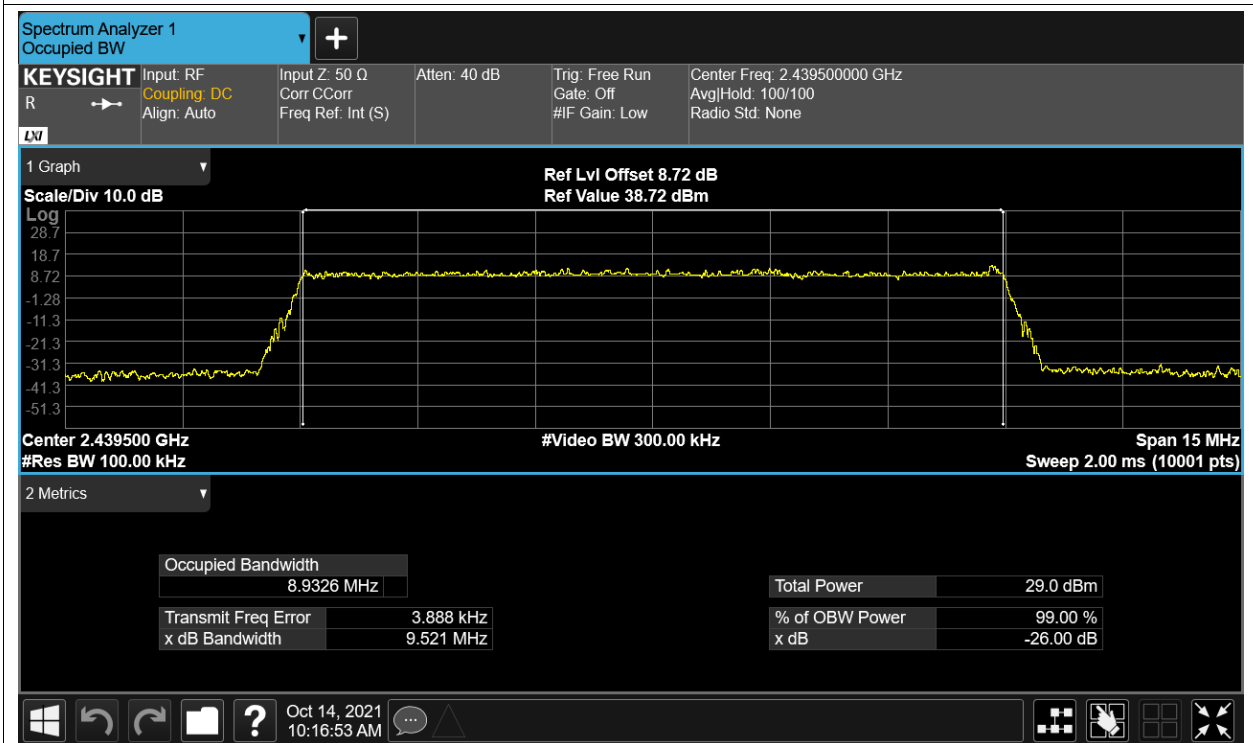 Spectrum Analyzer 1
Occupied BW
KEYSIGHT
R
LXI
Input: RF
Coupling: DC
Align: Auto
Input Z: 50 Ω
Corr CCorr
Freq Ref: Int (S)
Atten: 40 dB
Trig: Free Run
Gate: Off
#IF Gain: Low
Center Freq: 2.439500000 GHz
Avg|Hold: 100/100
Radio Std: None
1 Graph
Scale/Div 10.0 dB
Ref Lvl Offset 8.72 dB
Ref Value 38.72 dBm
Log
28.7
18.7
8.72
-1.28
-11.3
-21.3
-31.3
-41.3
-51.3
Center 2.439500 GHz
#Video BW 300.00 kHz
Span 15 MHz
#Res BW 100.00 kHz
Sweep 2.00 ms (10001 pts)
2 Metrics
Occupied Bandwidth
8.9326 MHz
Total Power 29.0 dBm
Transmit Freq Error 3.888 kHz
% of OBW Power 99.00 %
x dB Bandwidth 9.521 MHz
x dB -26.00 dB
?
Oct 14, 2021
10:16:53 AM